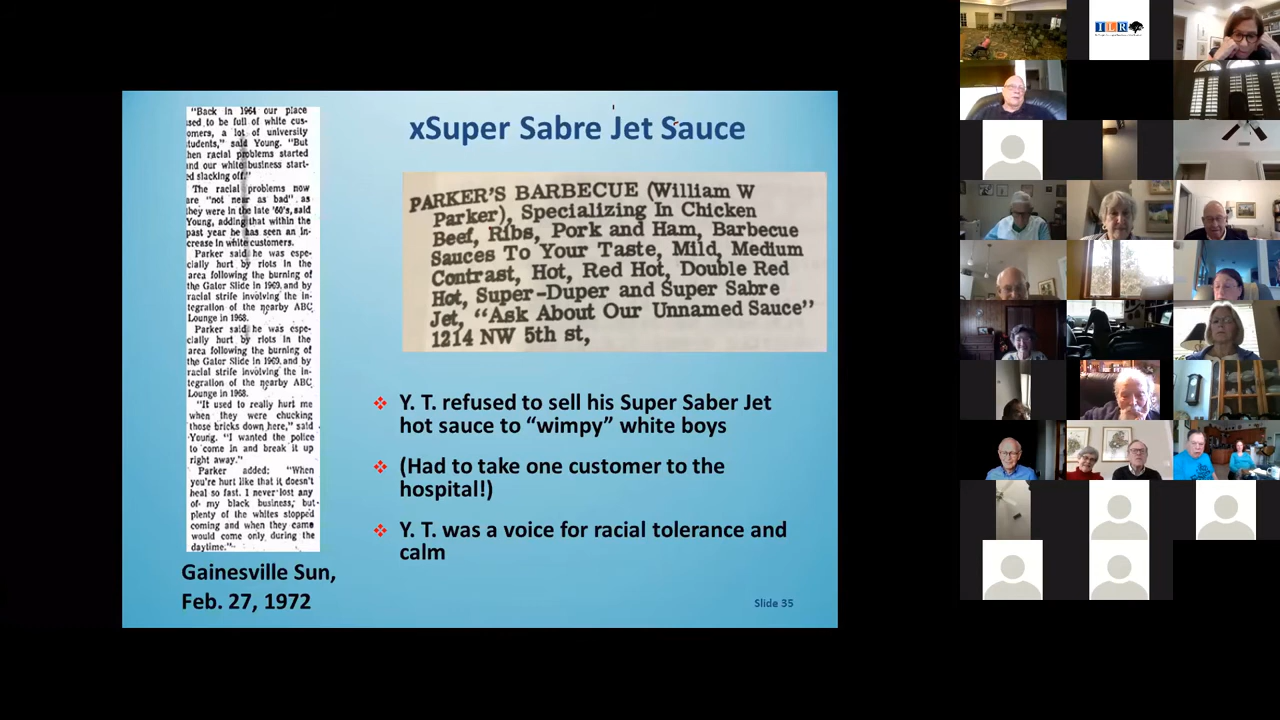 xSuper Sabre Jet Sauce
"Back in 1964 our place
sed to be full of white cus-
omers, a lot of university
tudents," said Young. "But
hen racial problems started
nd our white business start-
ed slacking off."
The racial problems now
are "not near as bad" as
they were in the late '60's, said
Young, adding that within the
past year he has seen an in-
crease in white customers.
Parker said he was espe-
cially hurt by riots in the
area following the burning of
the Gator Slide in 1969, and by
racial strife involving the in-
tegration of the nearby ABC
Lounge in 1968.
Parker said he was espe-
cially hurt by riots in the
area following the burning of
the Gator Slide in 1969, and by
racial strife involving the in-
tegration of the nearby ABC
Lounge in 1968.
"It used to really hurt me
when they were chucking
those bricks down here," said
Young. "I wanted the police
to come in and break it up
right away."
Parker added: "When
you're hurt like that it doesn't
heal so fast. I never lost any
of my black business, but
plenty of the whites stopped
coming and when they came
would come only during the
daytime."
Gainesville Sun,
Feb. 27, 1972
PARKER'S BARBECUE (William W
Parker), Specializing In Chicken
Beef, Ribs, Pork and Ham, Barbecue
Sauces To Your Taste, Mild, Medium
Contrast, Hot, Red Hot, Double Red
Hot, Super-Duper and Super Sabre
Jet, "Ask About Our Unnamed Sauce"
1214 NW 5th st,
Y. T. refused to sell his Super Saber Jet
hot sauce to "wimpy" white boys
(Had to take one customer to the
hospital!)
Y. T. was a voice for racial tolerance and
calm
Slide 35
ILR